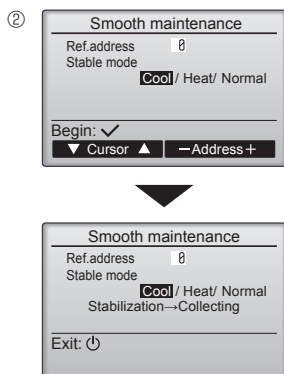 ②
Smooth maintenance
Ref.address 0
Stable mode
Cool / Heat/ Normal
Begin: ✓
▼ Cursor ▲ －Address＋
Smooth maintenance
Ref.address 0
Stable mode
Cool / Heat/ Normal
Stabilization→Collecting
Exit: ⏻